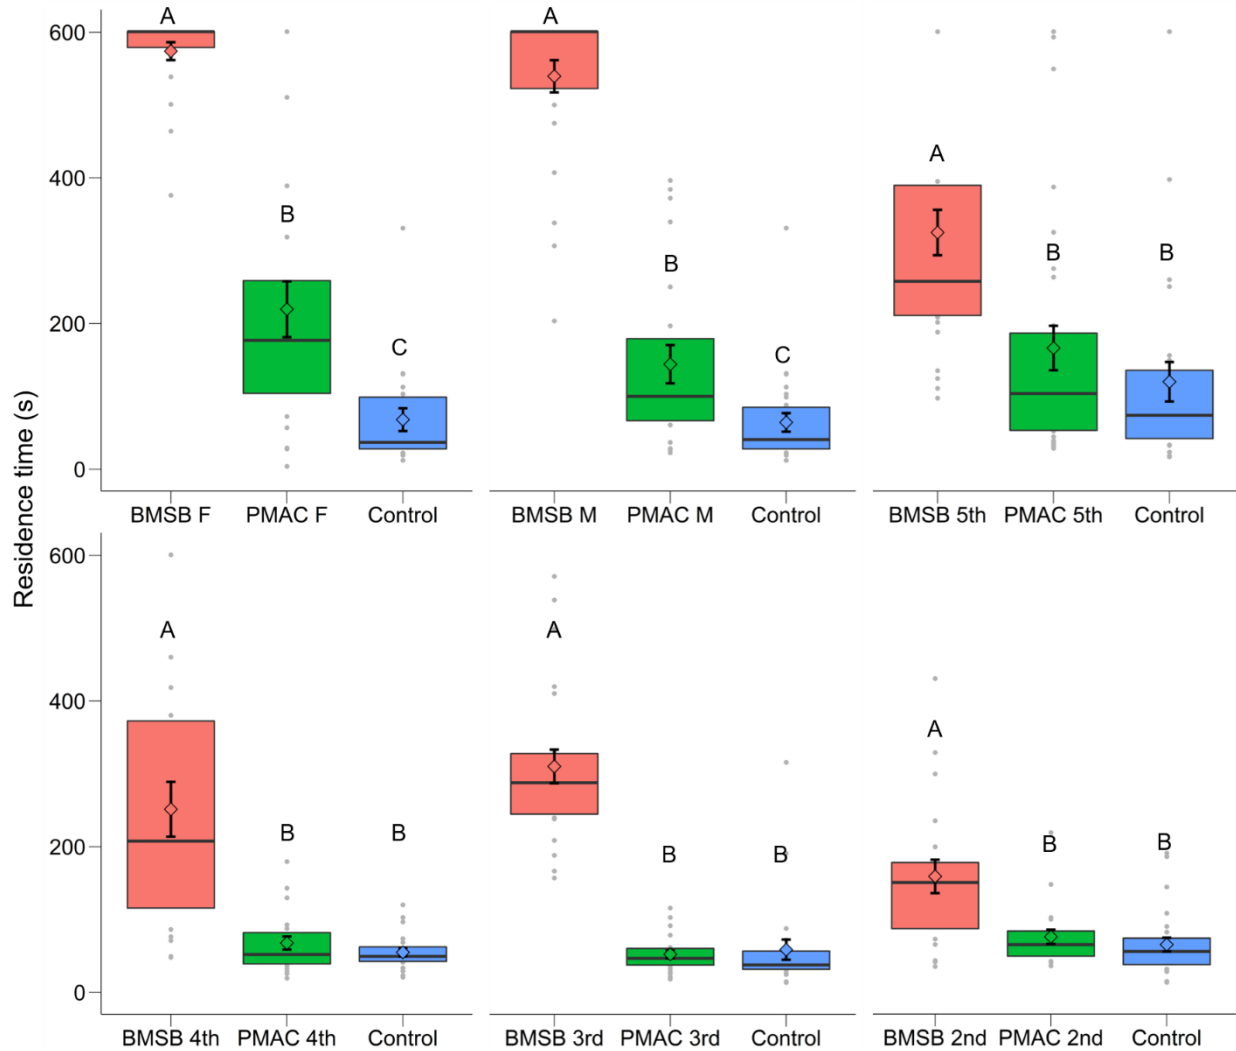 Residence time (s)
600
400
200
0
A
B
C
A
B
C
A
B
B
BMSB F PMAC F Control
BMSB M PMAC M Control
BMSB 5th PMAC 5th Control
600
400
200
0
A
B
B
A
B
B
A
B
B
BMSB 4th PMAC 4th Control
BMSB 3rd PMAC 3rd Control
BMSB 2nd PMAC 2nd Control